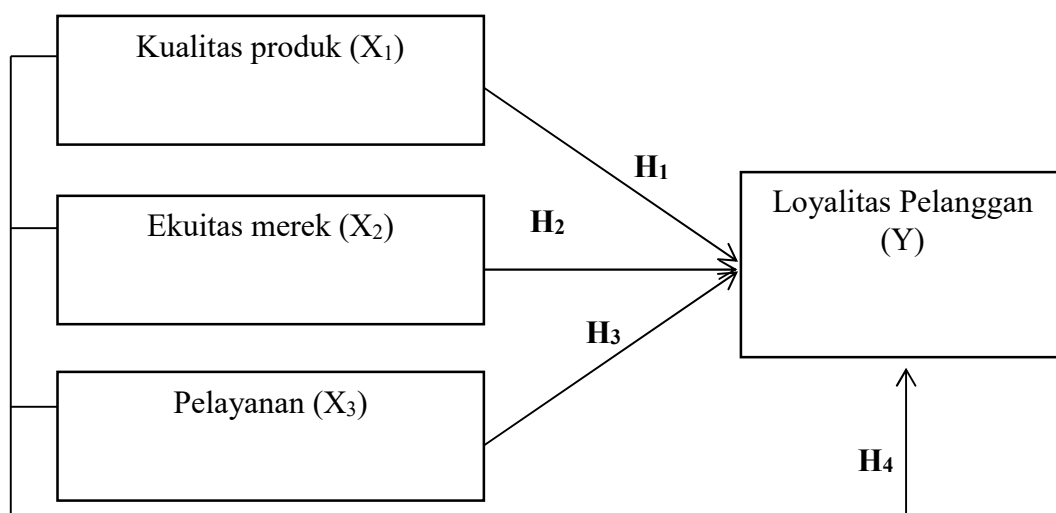 Kualitas produk (X₁)
H₁
Ekuitas merek (X₂)
H₂
Loyalitas Pelanggan
(Y)
H₃
Pelayanan (X₃)
H₄